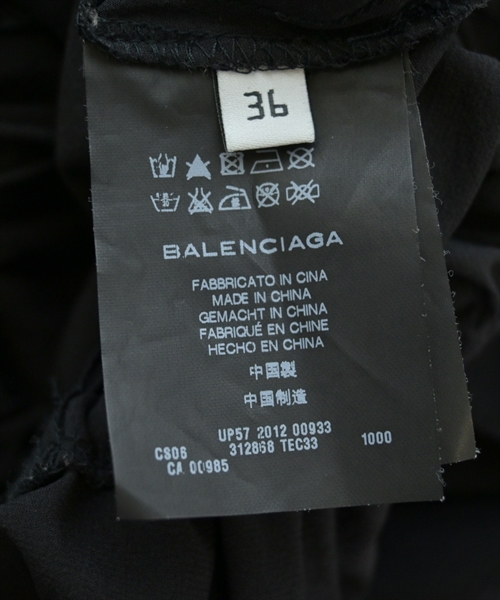 36
BALENCIAGA
FABBRICATO IN CINA
MADE IN CHINA
GEMACHT IN CHINA
FABRIQUÉ EN CHINE
HECHO EN CHINA
中国製
中国制造
UP57 2012 00933
CS06 312868 TEC33 1000
CA 00985